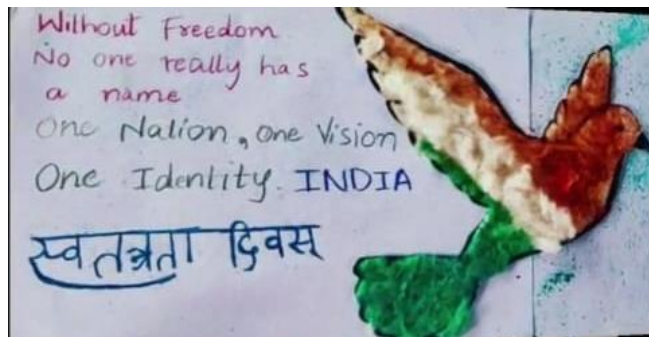 Without Freedom
No one really has
a name
One Nation, One Vision
One Identity. INDIA
स्वतंत्रता दिवस्